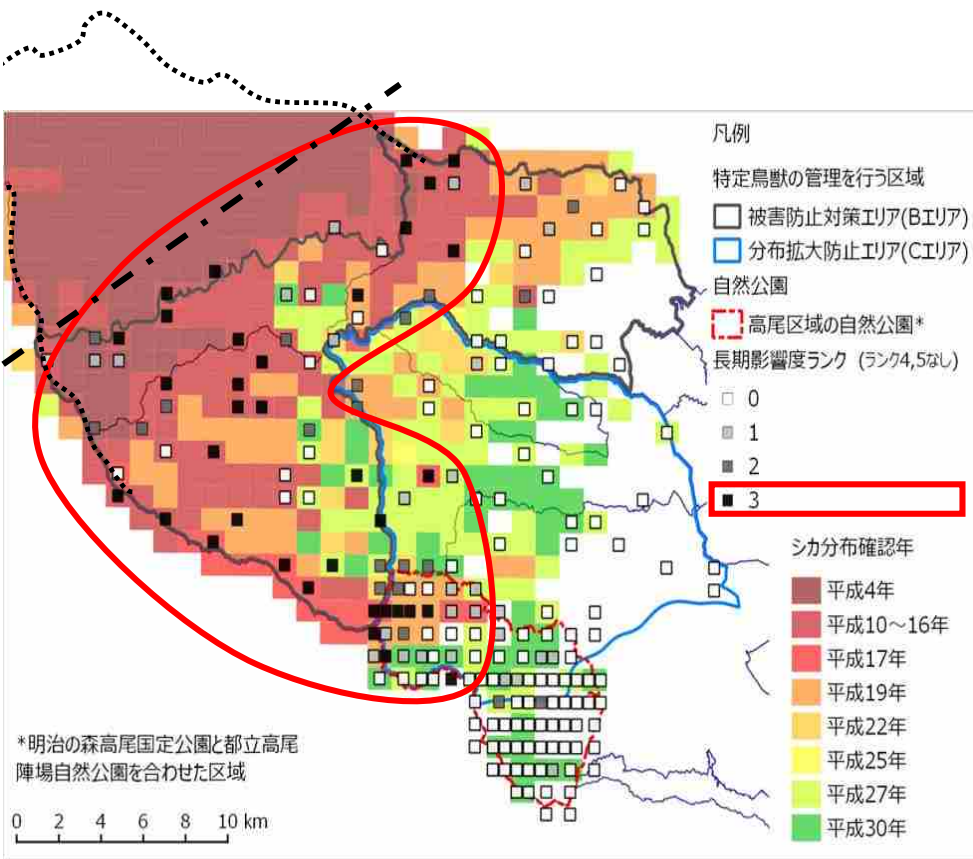 凡例
特定鳥獣の管理を行う区域
被害防止対策エリア(Bエリア)
分布拡大防止エリア(Cエリア)
自然公園
高尾区域の自然公園*
長期影響度ランク (ランク4,5なし)
0
1
2
3
シカ分布確認年
平成4年
平成10～16年
平成17年
平成19年
平成22年
平成25年
平成27年
平成30年
*明治の森高尾国定公園と都立高尾
陣場自然公園を合わせた区域
0 2 4 6 8 10 km